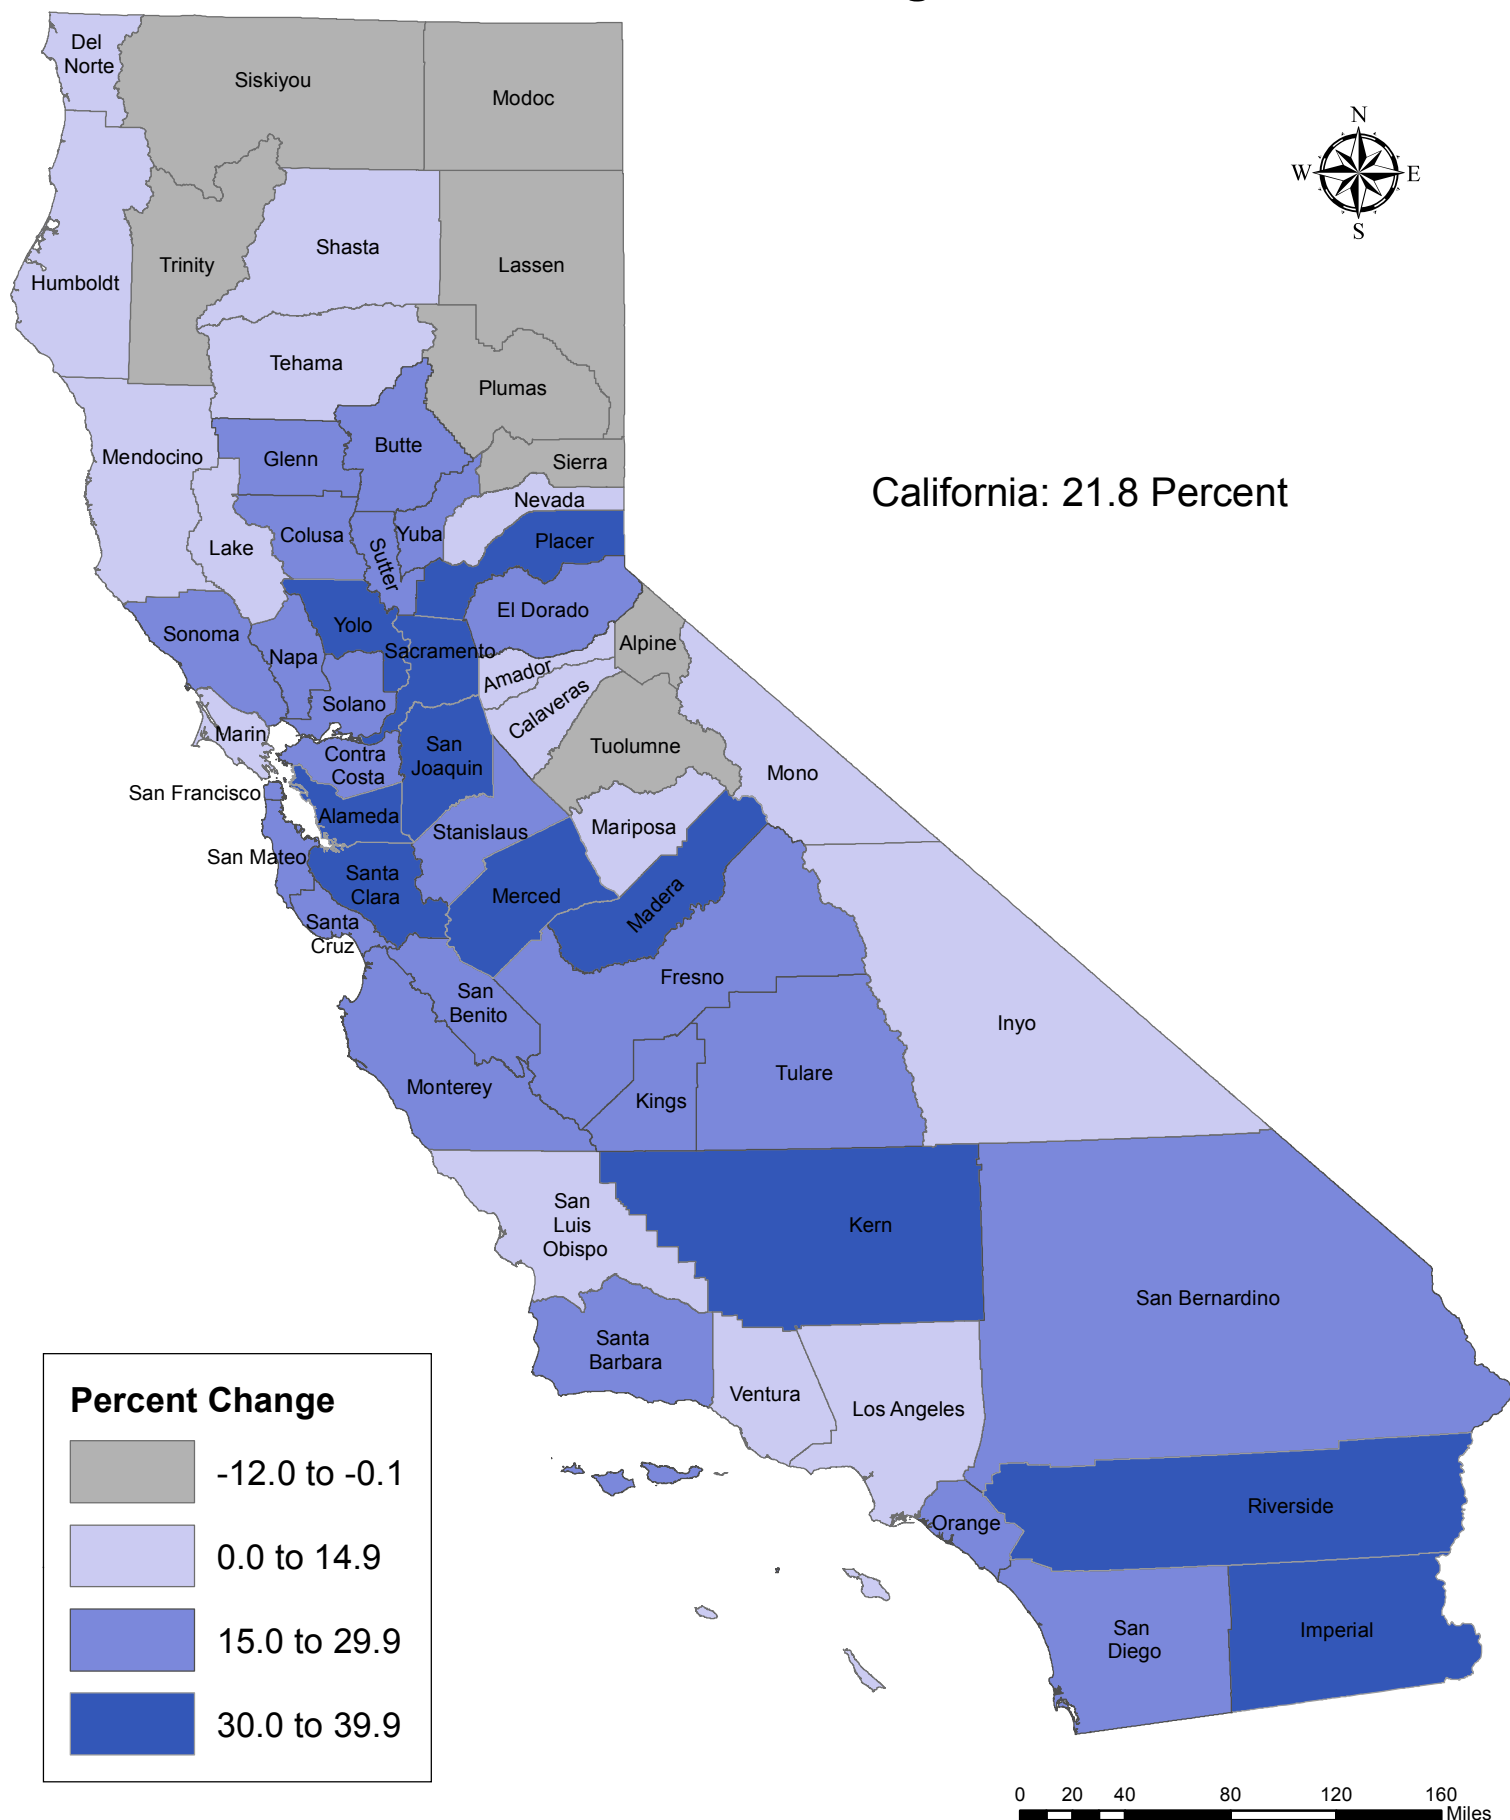 Del
Norte
Siskiyou
Modoc
N
W
E
S
Shasta
Trinity
Lassen
Humboldt
Tehama
Plumas
Butte
Mendocino
Glenn
Sierra
California: 21.8 Percent
Nevada
Colusa
Yuba
Placer
Lake
Sutter
El Dorado
Yolo
Sonoma
Alpine
Sacramento
Napa
Amador
Solano
Calaveras
Marin
San
Joaquin
Tuolumne
Contra
Costa
Mono
San Francisco
Alameda
Mariposa
Stanislaus
San Mateo
Santa
Clara
Merced
Madera
Santa
Cruz
Fresno
San
Benito
Inyo
Tulare
Monterey
Kings
San
Luis
Obispo
Kern
San Bernardino
Santa
Barbara
Ventura
Los Angeles
Percent Change
-12.0 to -0.1
0.0 to 14.9
15.0 to 29.9
30.0 to 39.9
Riverside
Orange
San
Diego
Imperial
0 20 40 80 120 160
Miles